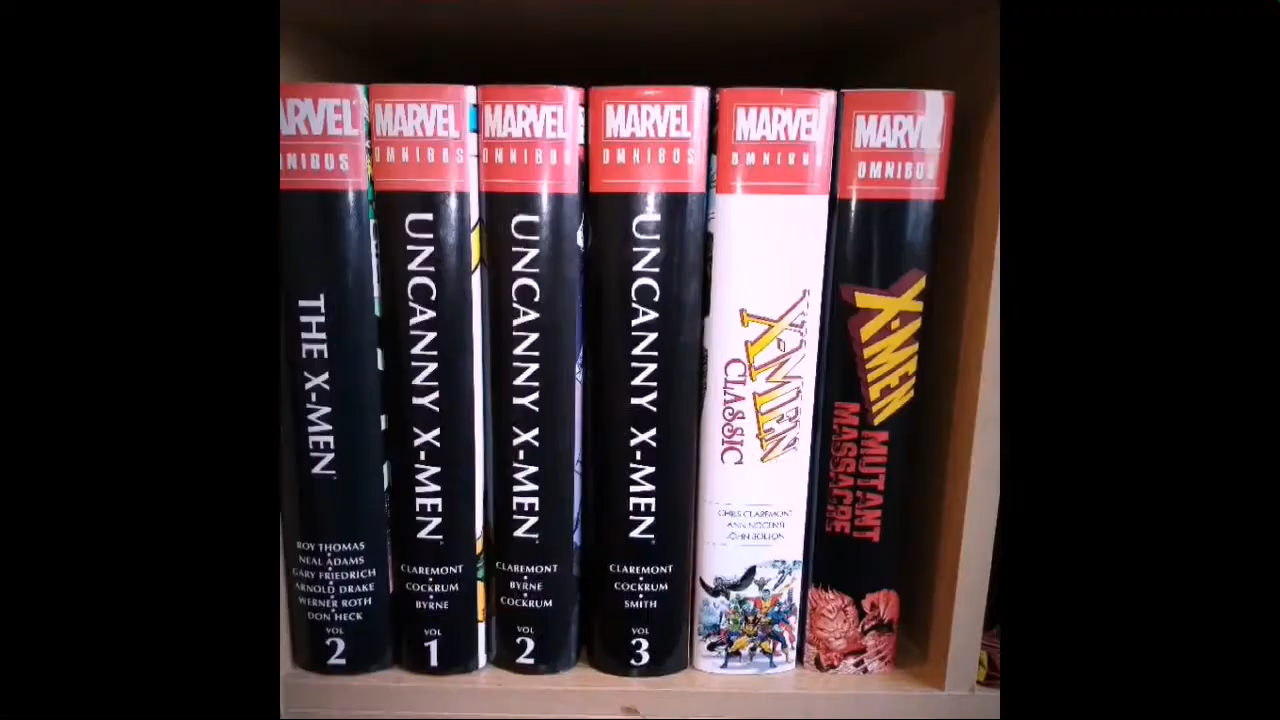 ARVEL
OMNIBUS
THE X-MEN
ROY THOMAS
NEAL ADAMS
GARY FRIEDRICH
ARNOLD DRAKE
WERNER ROTH
DON HECK
VOL
2
MARVEL
OMNIBUS
UNCANNY X-MEN
CLAREMONT
COCKRUM
BYRNE
VOL
1
MARVEL
OMNIBUS
UNCANNY X-MEN
CLAREMONT
BYRNE
COCKRUM
VOL
2
MARVEL
OMNIBUS
UNCANNY X-MEN
CLAREMONT
COCKRUM
SMITH
VOL
3
MARVEL
OMNIBUS
X-MEN
CLASSIC
CHRIS CLAREMONT
ANN NOCENTI
JOHN BOLTON
MARVEL
OMNIBUS
X-MEN
MUTANT
MASSACRE